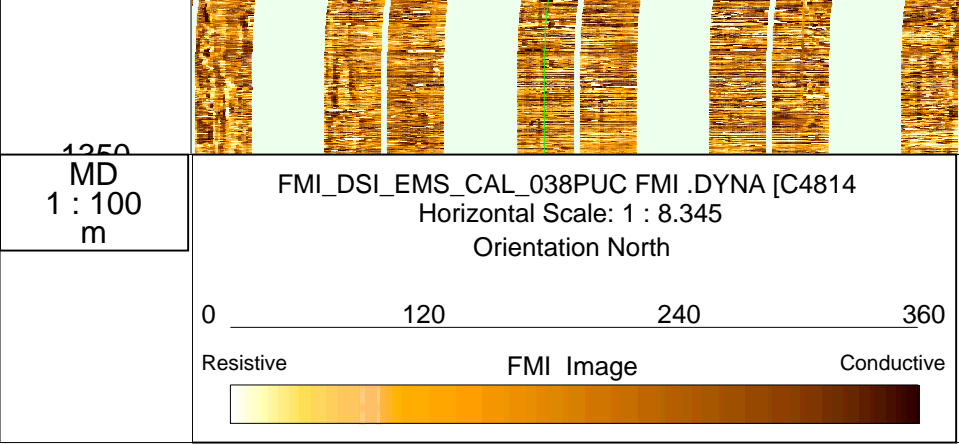 MD
1 : 100
m
FMI_DSI_EMS_CAL_038PUC FMI .DYNA [C4814
Horizontal Scale: 1 : 8.345
Orientation North
0 120 240 360
Resistive FMI Image Conductive